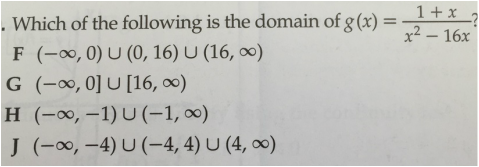 . Which of the following is the domain of g(x) = (1 + x)/(x² – 16x)?
F (–∞, 0) ∪ (0, 16) ∪ (16, ∞)
G (–∞, 0] ∪ [16, ∞)
H (–∞, –1) ∪ (–1, ∞)
J (–∞, –4) ∪ (–4, 4) ∪ (4, ∞)